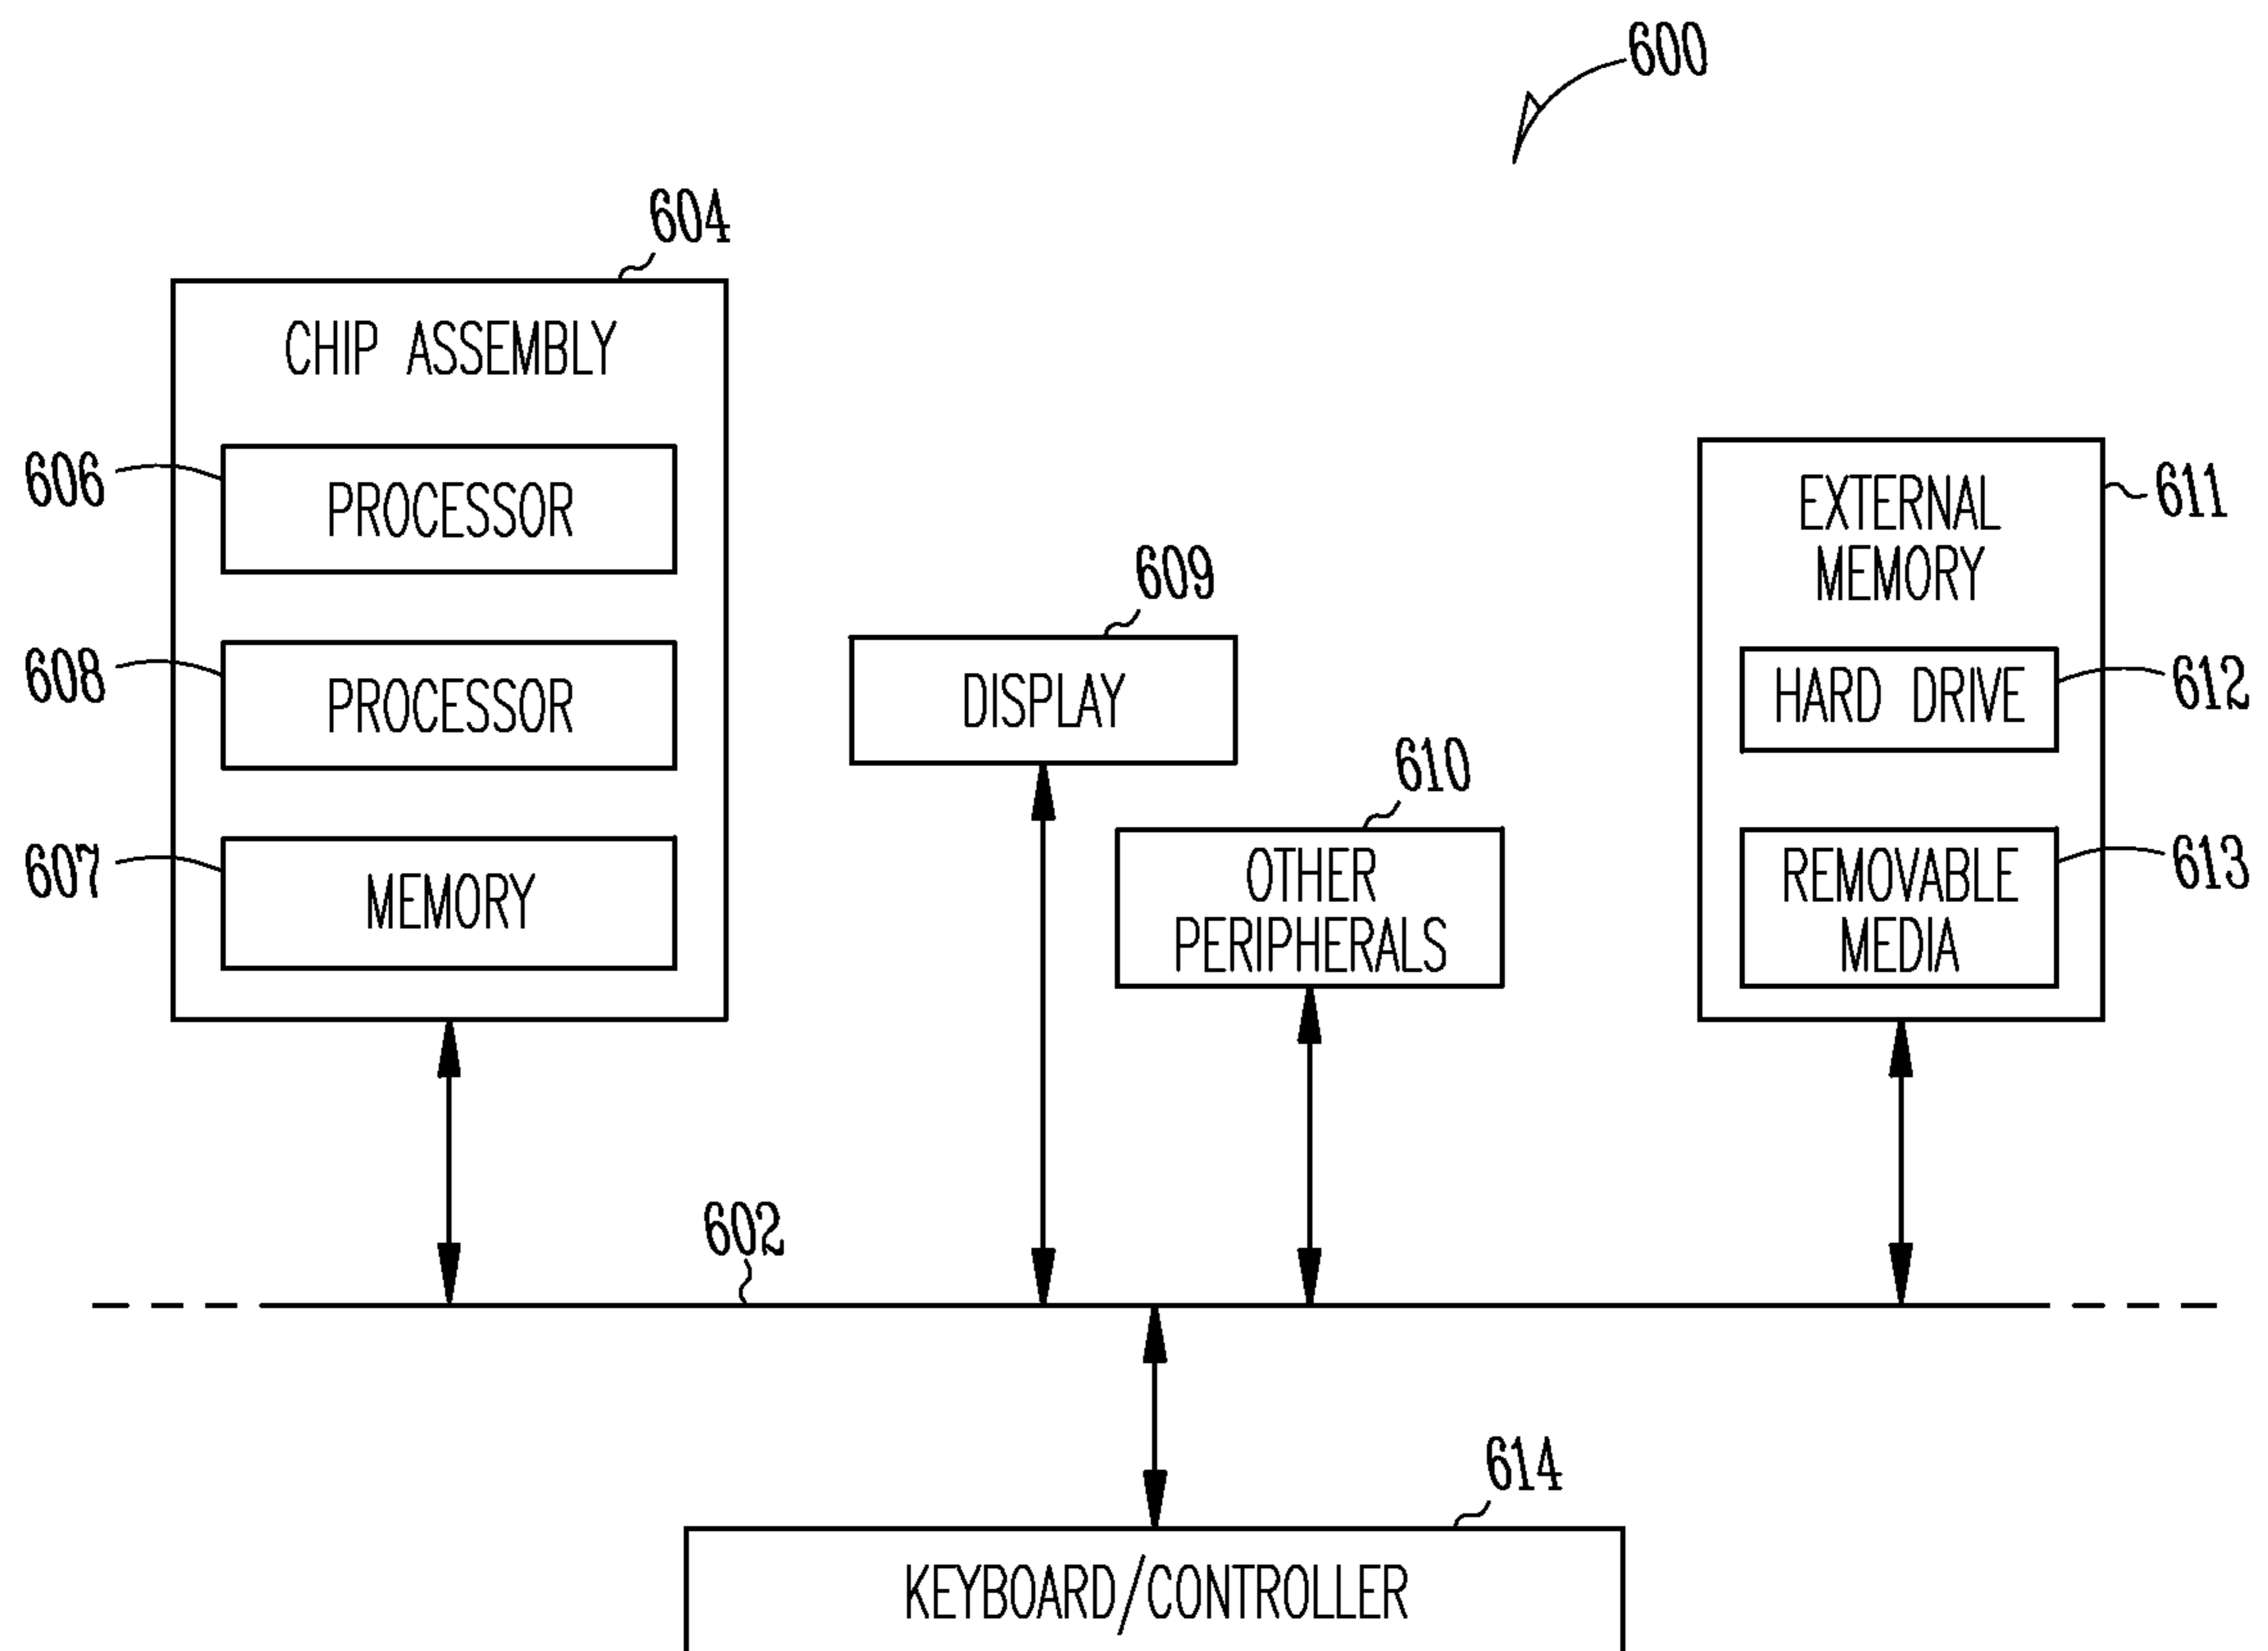 600
604
CHIP ASSEMBLY
606
PROCESSOR
608
PROCESSOR
607
MEMORY
609
DISPLAY
610
OTHER
PERIPHERALS
611
EXTERNAL
MEMORY
HARD DRIVE
612
REMOVABLE
MEDIA
613
602
614
KEYBOARD/CONTROLLER